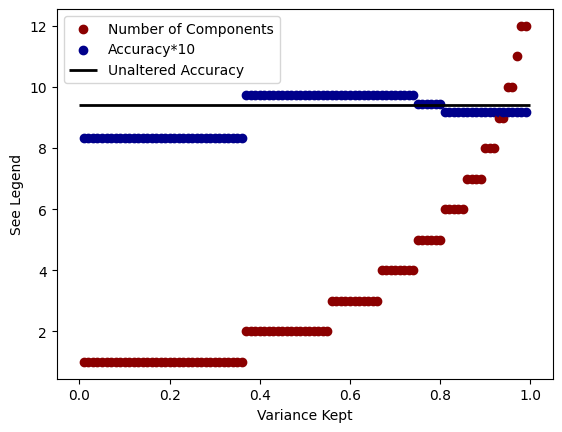 Number of Components
Accuracy*10
Unaltered Accuracy
12
10
8
6
4
2
See Legend
0.0 0.2 0.4 0.6 0.8 1.0
Variance Kept